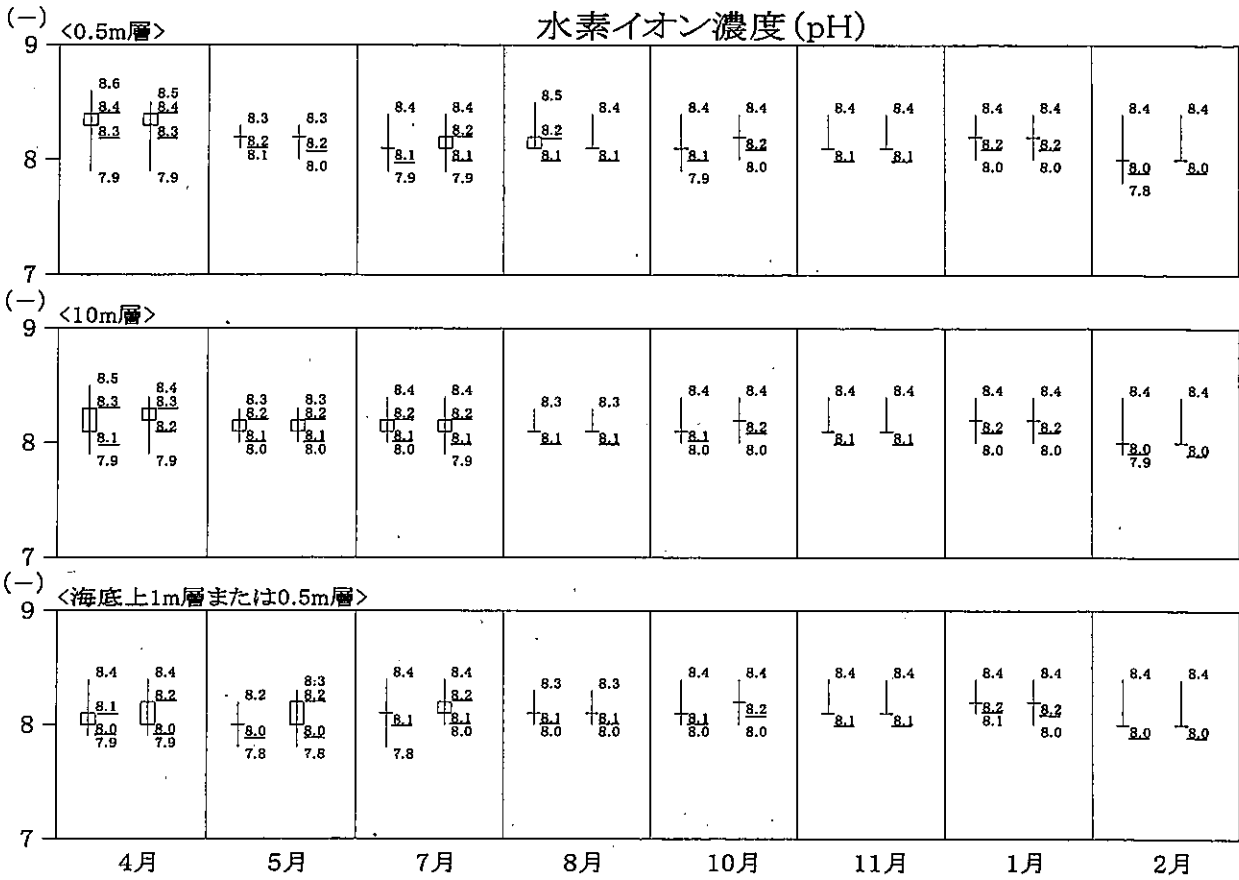 水素イオン濃度(pH)
(－) <0.5m層>
9
8.6 8.5 8.3 8.3 8.4 8.4 8.5 8.4 8.4 8.4 8.4 8.4 8.4 8.4 8.4 8.4
8.4 8.4 8.2 8.2
8.3 8.3 8.2 8.2 8.1 8.1 8.1 8.1 8.2 8.1 8.1 8.2 8.2 8.0 8.0
8
7.9 7.9 8.1 8.0 7.9 7.9 7.9 8.0 8.0 8.0 7.8
7
(－) <10m層>
9
8.5 8.4 8.3 8.3 8.4 8.4 8.3 8.3 8.4 8.4 8.4 8.4 8.4 8.4 8.4 8.4
8.3 8.3 8.2 8.2 8.2 8.2
8.1 8.2 8.1 8.1 8.1 8.1 8.1 8.1 8.1 8.2 8.1 8.1 8.2 8.2 8.0 8.0
8
7.9 7.9 8.0 8.0 8.0 7.9 8.0 8.0 8.0 8.0 7.9
7
(－) <海底上1m層または0.5m層>
9
8.4 8.4 8.2 8.3 8.4 8.4 8.3 8.3 8.4 8.4 8.4 8.4 8.4 8.4 8.4 8.4
8.1 8.2 8.2 8.2
8.0 8.0 8.0 8.0 8.1 8.1 8.1 8.1 8.1 8.2 8.1 8.1 8.2 8.2 8.0 8.0
8
7.9 7.9 7.8 7.8 7.8 8.0 8.0 8.0 8.0 8.0 8.1 8.0
7
4月 5月 7月 8月 10月 11月 1月 2月